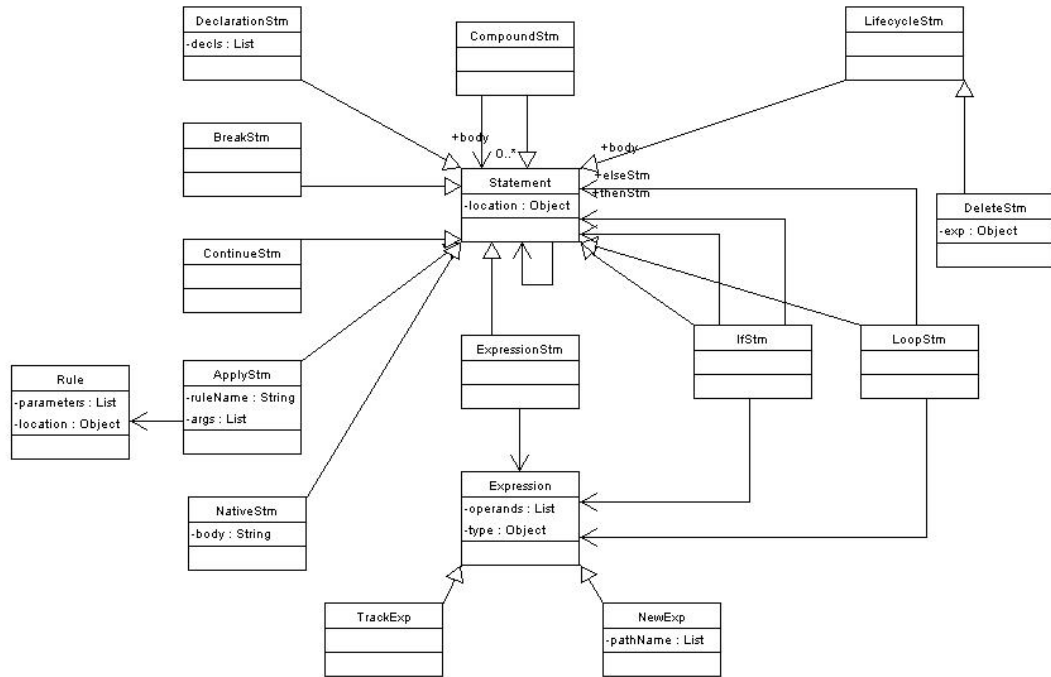 DeclarationStm
-decls : List
CompoundStm
LifecycleStm
BreakStm
+body
0..*
+body
Statement
-location : Object
+elseStm
+thenStm
DeleteStm
-exp : Object
ContinueStm
ExpressionStm
IfStm
LoopStm
Rule
-parameters : List
-location : Object
ApplyStm
-ruleName : String
-args : List
Expression
-operands : List
-type : Object
NativeStm
-body : String
TrackExp
NewExp
-pathName : List